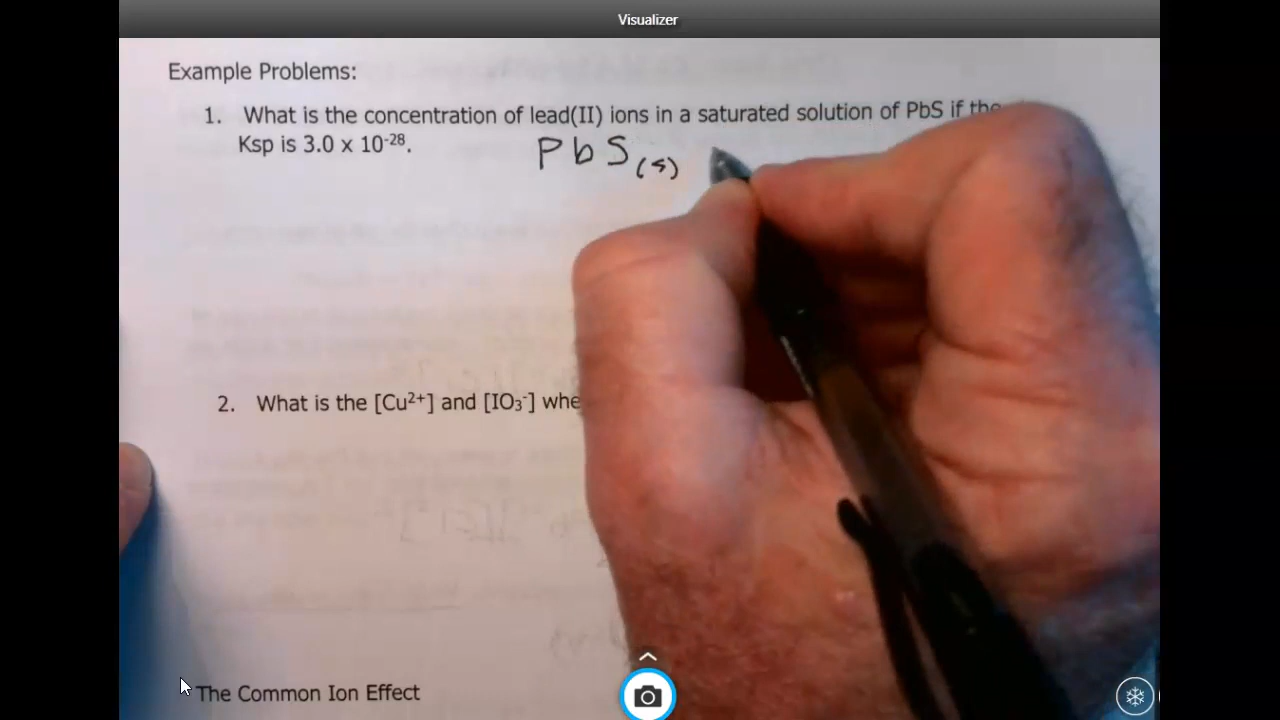 Visualizer
Example Problems:
1. What is the concentration of lead(II) ions in a saturated solution of PbS if the
Ksp is 3.0 x 10⁻²⁸.
PbS(s)
2. What is the [Cu²⁺] and [IO₃⁻]
The Common Ion Effect